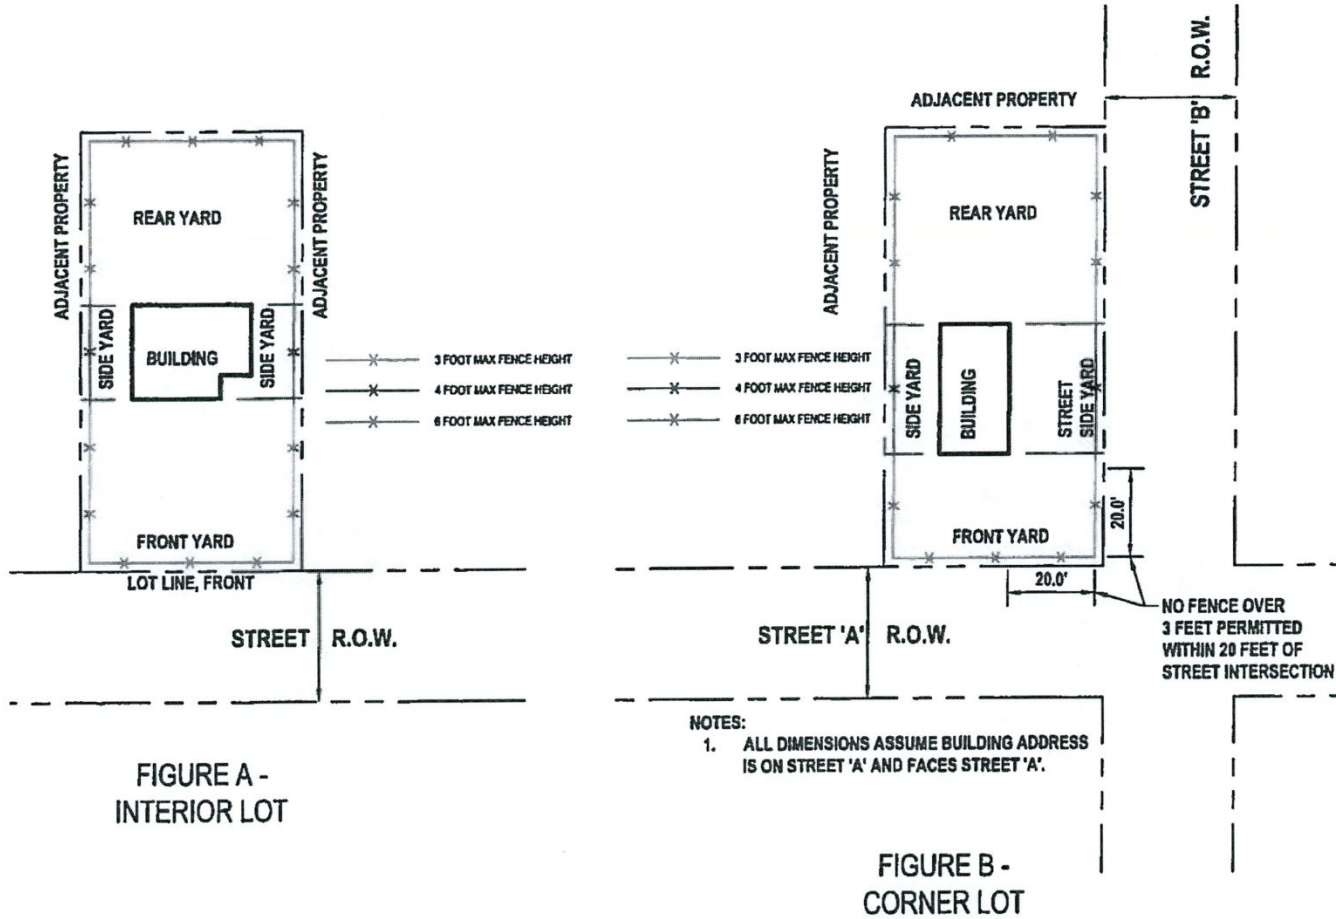 ADJACENT PROPERTY
REAR YARD
ADJACENT PROPERTY
SIDE YARD
BUILDING
SIDE YARD
FRONT YARD
LOT LINE, FRONT
STREET R.O.W.
3 FOOT MAX FENCE HEIGHT
4 FOOT MAX FENCE HEIGHT
6 FOOT MAX FENCE HEIGHT
FIGURE A -
INTERIOR LOT
ADJACENT PROPERTY
ADJACENT PROPERTY
STREET 'B' R.O.W.
REAR YARD
3 FOOT MAX FENCE HEIGHT
4 FOOT MAX FENCE HEIGHT
6 FOOT MAX FENCE HEIGHT
SIDE YARD
BUILDING
STREET
SIDE YARD
FRONT YARD
20.0'
20.0'
NO FENCE OVER
3 FEET PERMITTED
WITHIN 20 FEET OF
STREET INTERSECTION
STREET 'A' R.O.W.
NOTES:
1. ALL DIMENSIONS ASSUME BUILDING ADDRESS
IS ON STREET 'A' AND FACES STREET 'A'.
FIGURE B -
CORNER LOT